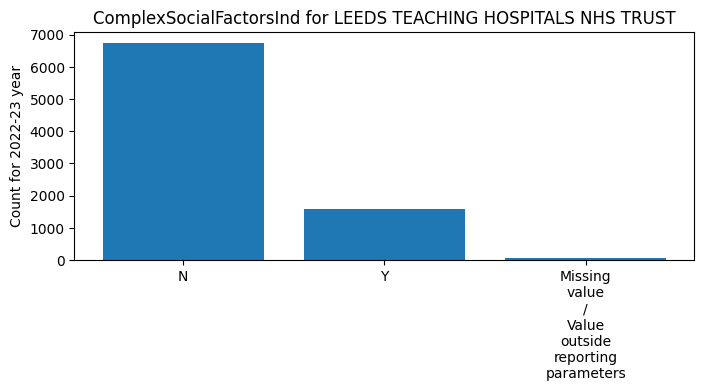 ComplexSocialFactorsInd for LEEDS TEACHING HOSPITALS NHS TRUST
Count for 2022-23 year
7000
6000
5000
4000
3000
2000
1000
0
N
Y
Missing
value
/
Value
outside
reporting
parameters